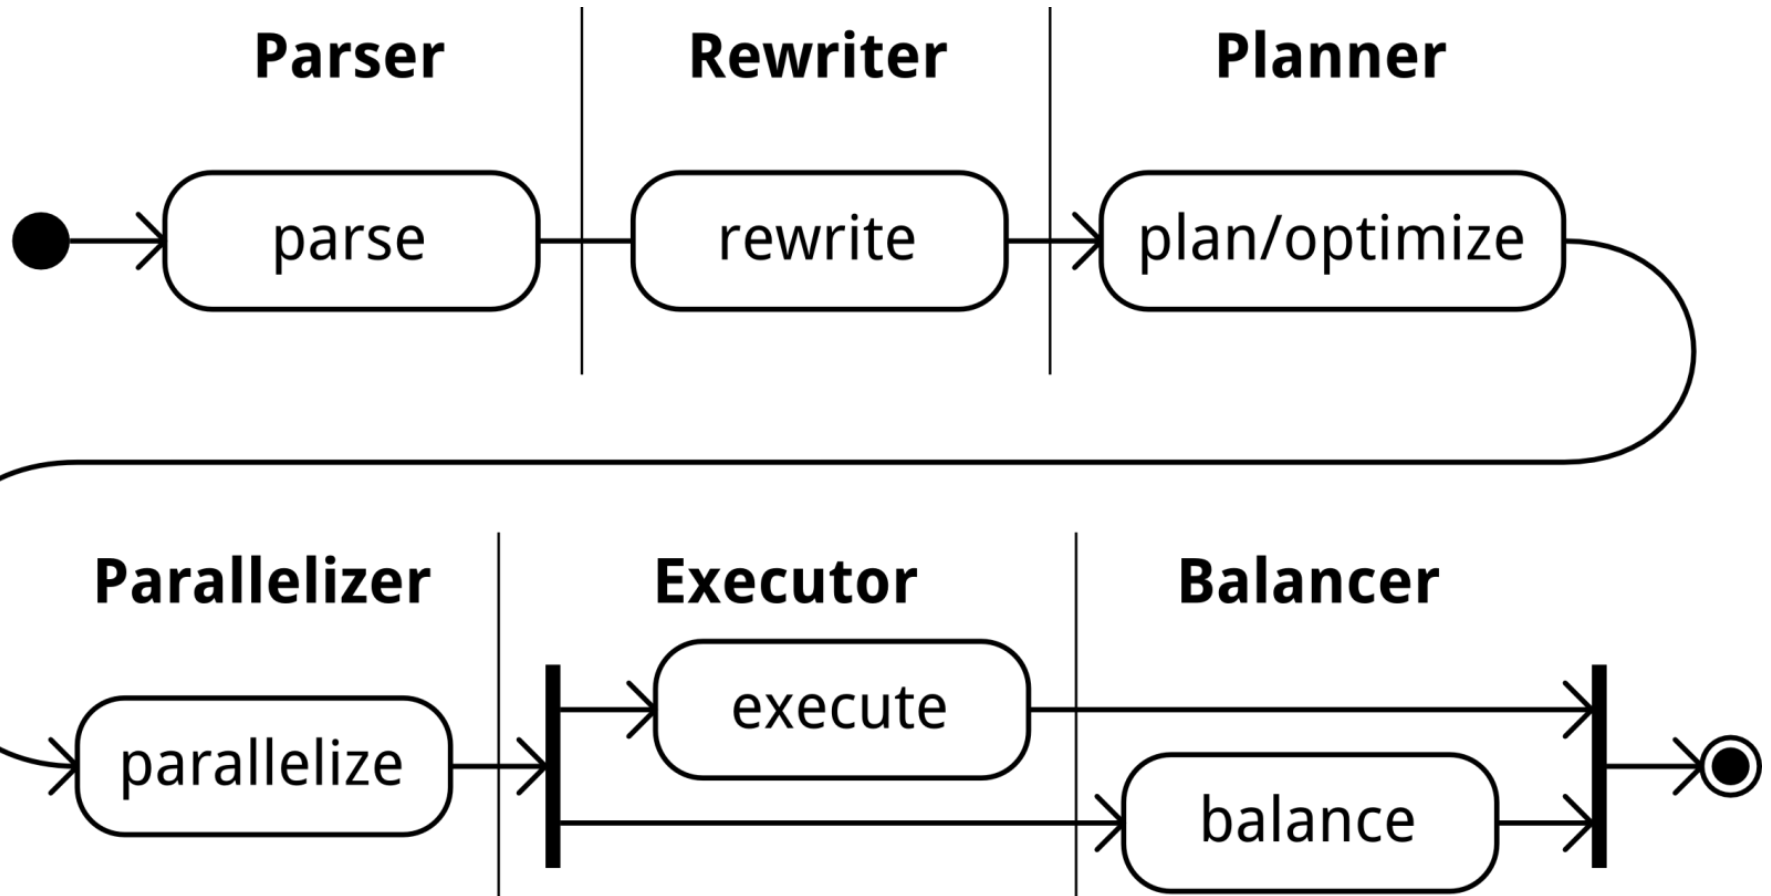 Parser
Rewriter
Planner
parse
rewrite
plan/optimize
Parallelizer
Executor
Balancer
execute
parallelize
balance